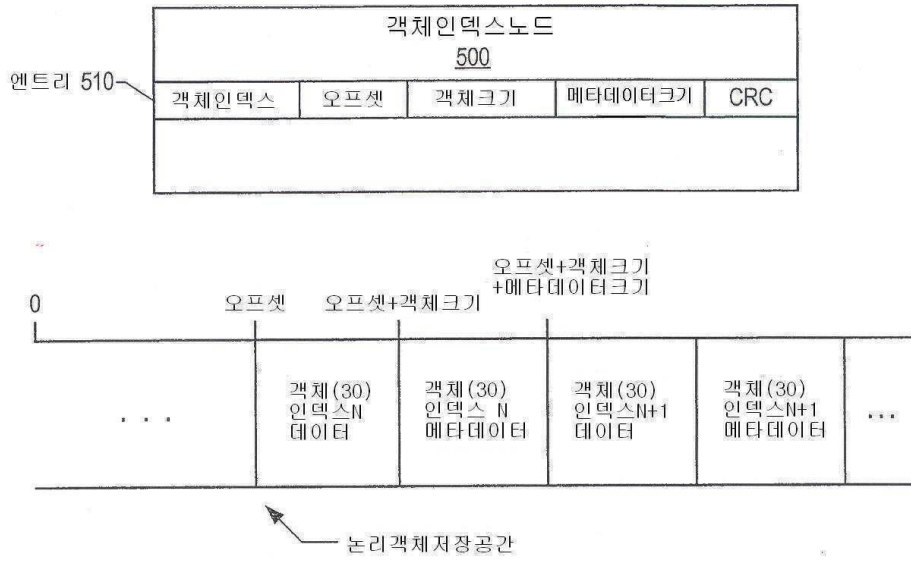 객체인덱스노드
500
엔트리 510
객체인덱스 오프셋 객체크기 메타데이터크기 CRC
오프셋+객체크기
+메타데이터크기
0 오프셋 오프셋+객체크기
. . .
객체(30)
인덱스N
데이터
객체(30)
인덱스 N
메타데이터
객체(30)
인덱스N+1
데이터
객체(30)
인덱스N+1
메타데이터
...
논리객체저장공간